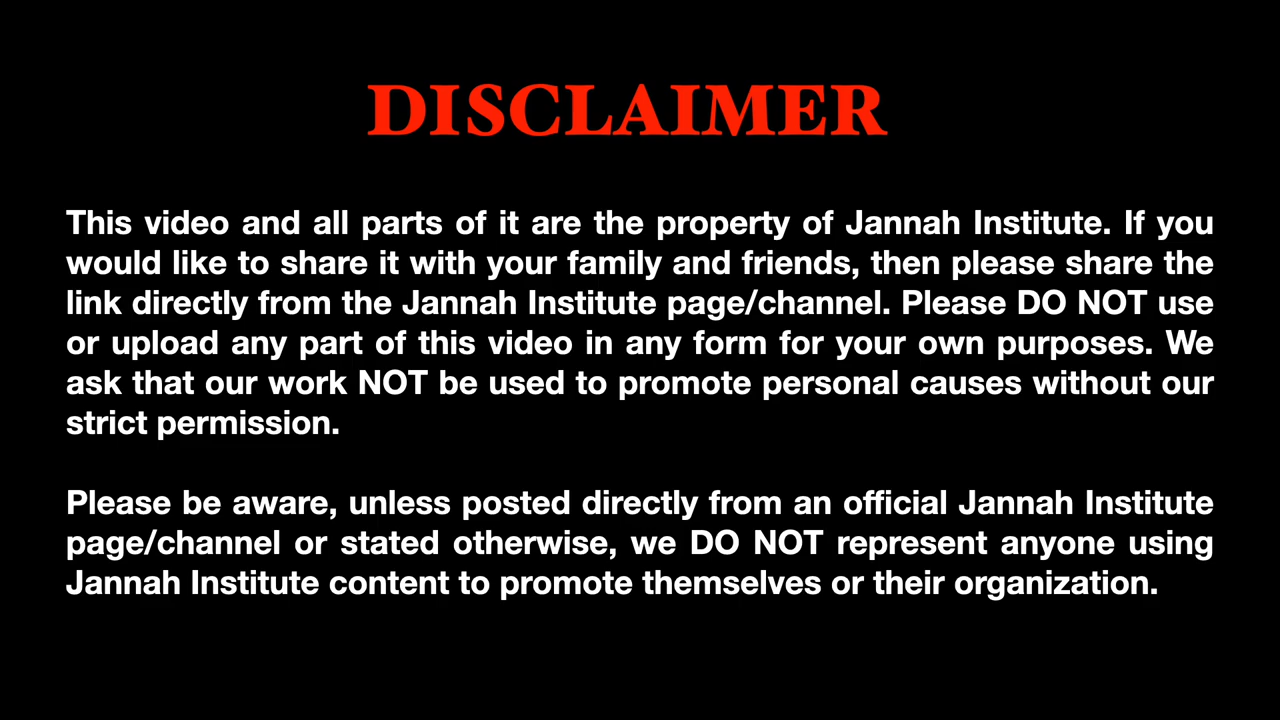 DISCLAIMER
This video and all parts of it are the property of Jannah Institute. If you
would like to share it with your family and friends, then please share the
link directly from the Jannah Institute page/channel. Please DO NOT use
or upload any part of this video in any form for your own purposes. We
ask that our work NOT be used to promote personal causes without our
strict permission.
Please be aware, unless posted directly from an official Jannah Institute
page/channel or stated otherwise, we DO NOT represent anyone using
Jannah Institute content to promote themselves or their organization.